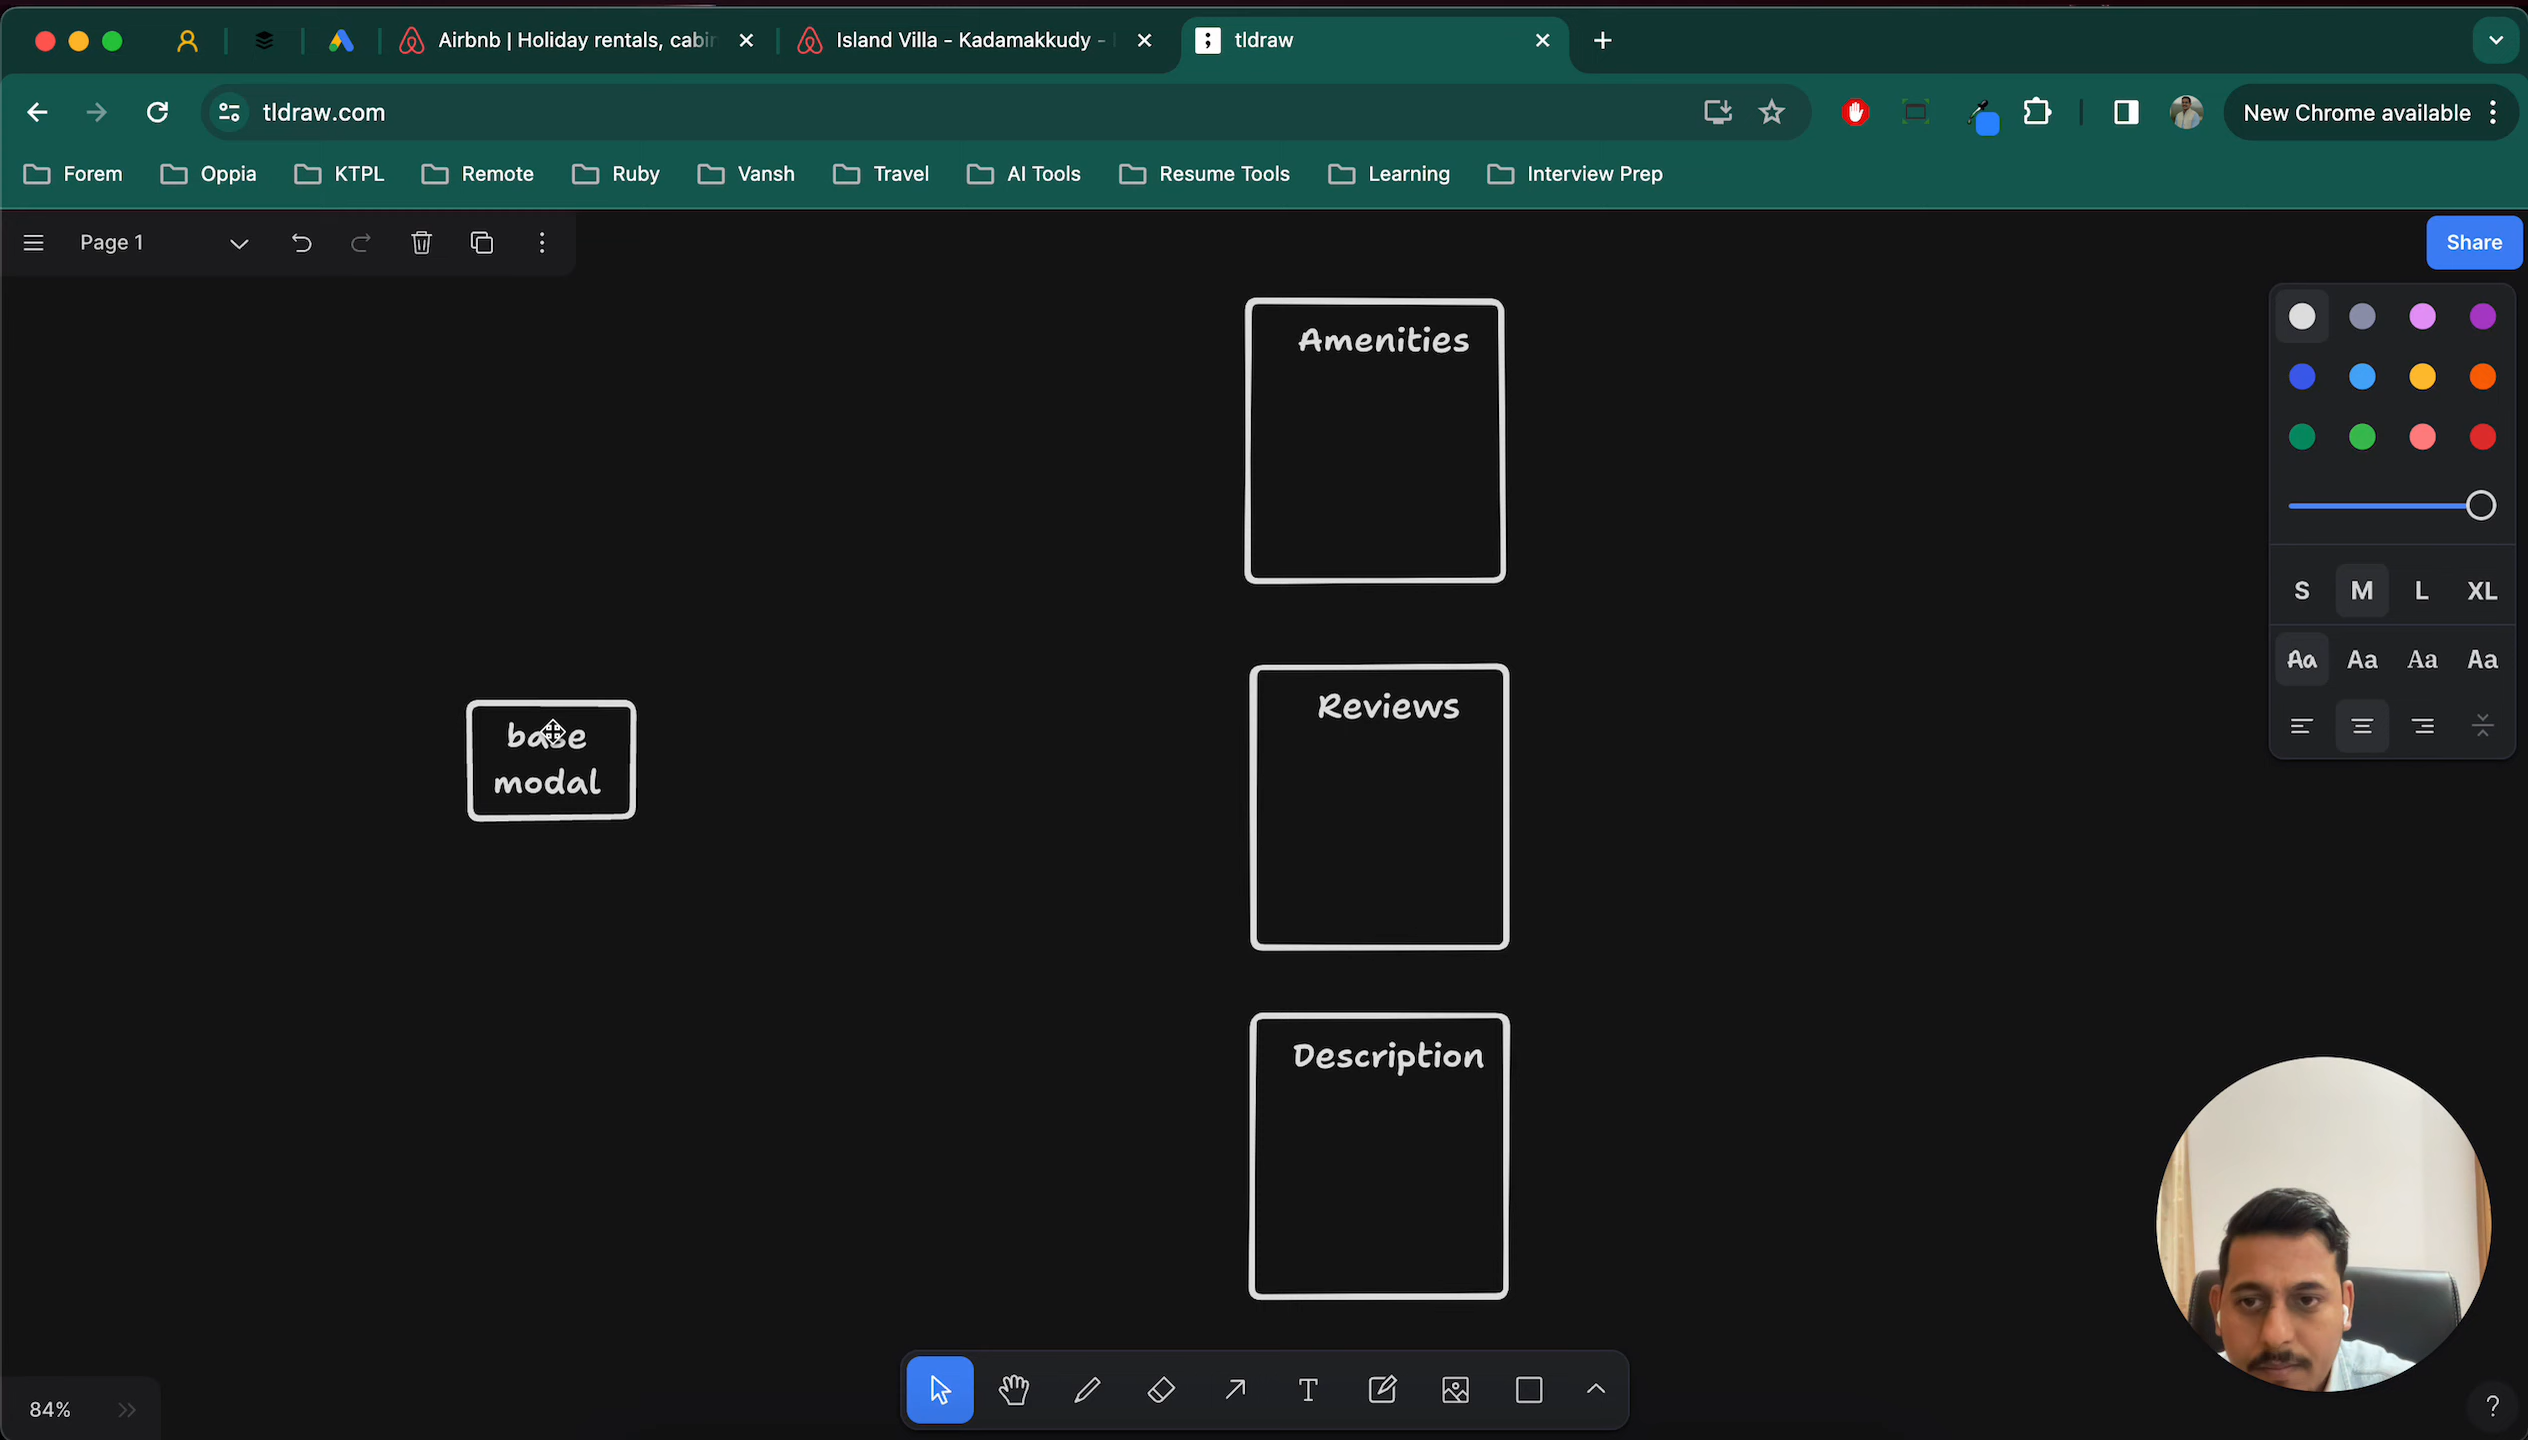 Airbnb | Holiday rentals, cabin
Island Villa - Kadamakkudy -
tldraw
tldraw.com
New Chrome available
Forem
Oppia
KTPL
Remote
Ruby
Vansh
Travel
AI Tools
Resume Tools
Learning
Interview Prep
Page 1
Share
Amenities
S
M
L
XL
Aa
Aa
Aa
Aa
base
modal
Reviews
Description
T
84%
?